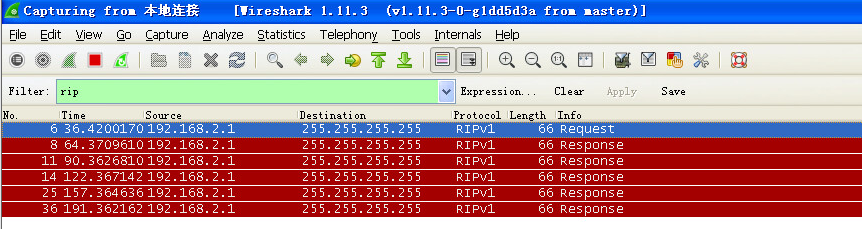 Capturing from 本地连接 [Wireshark 1.11.3 (v1.11.3-0-g1dd5d3a from master)]
File Edit View Go Capture Analyze Statistics Telephony Tools Internals Help
Filter: rip Expression... Clear Apply Save
No. Time Source Destination Protocol Length Info
6 36.4200170 192.168.2.1 255.255.255.255 RIPv1 66 Request
8 64.3709610 192.168.2.1 255.255.255.255 RIPv1 66 Response
11 90.3626810 192.168.2.1 255.255.255.255 RIPv1 66 Response
14 122.367142 192.168.2.1 255.255.255.255 RIPv1 66 Response
25 157.364636 192.168.2.1 255.255.255.255 RIPv1 66 Response
36 191.362162 192.168.2.1 255.255.255.255 RIPv1 66 Response